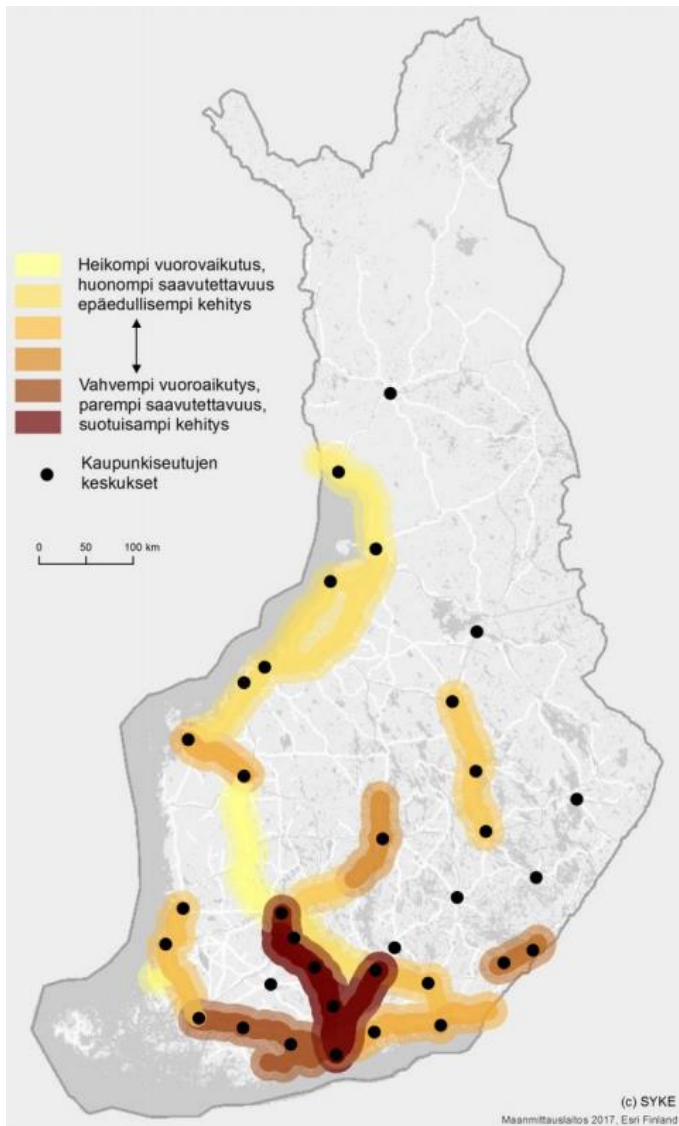 Heikompi vuorovaikutus,
huonompi saavutettavuus
epäedullisempi kehitys
Vahvempi vuoroaikutys,
parempi saavutettavuus,
suotuisampi kehitys
Kaupunkiseutujen
keskukset
0 50 100 km
(c) SYKE
Maanmittauslaitos 2017, Esri Finland